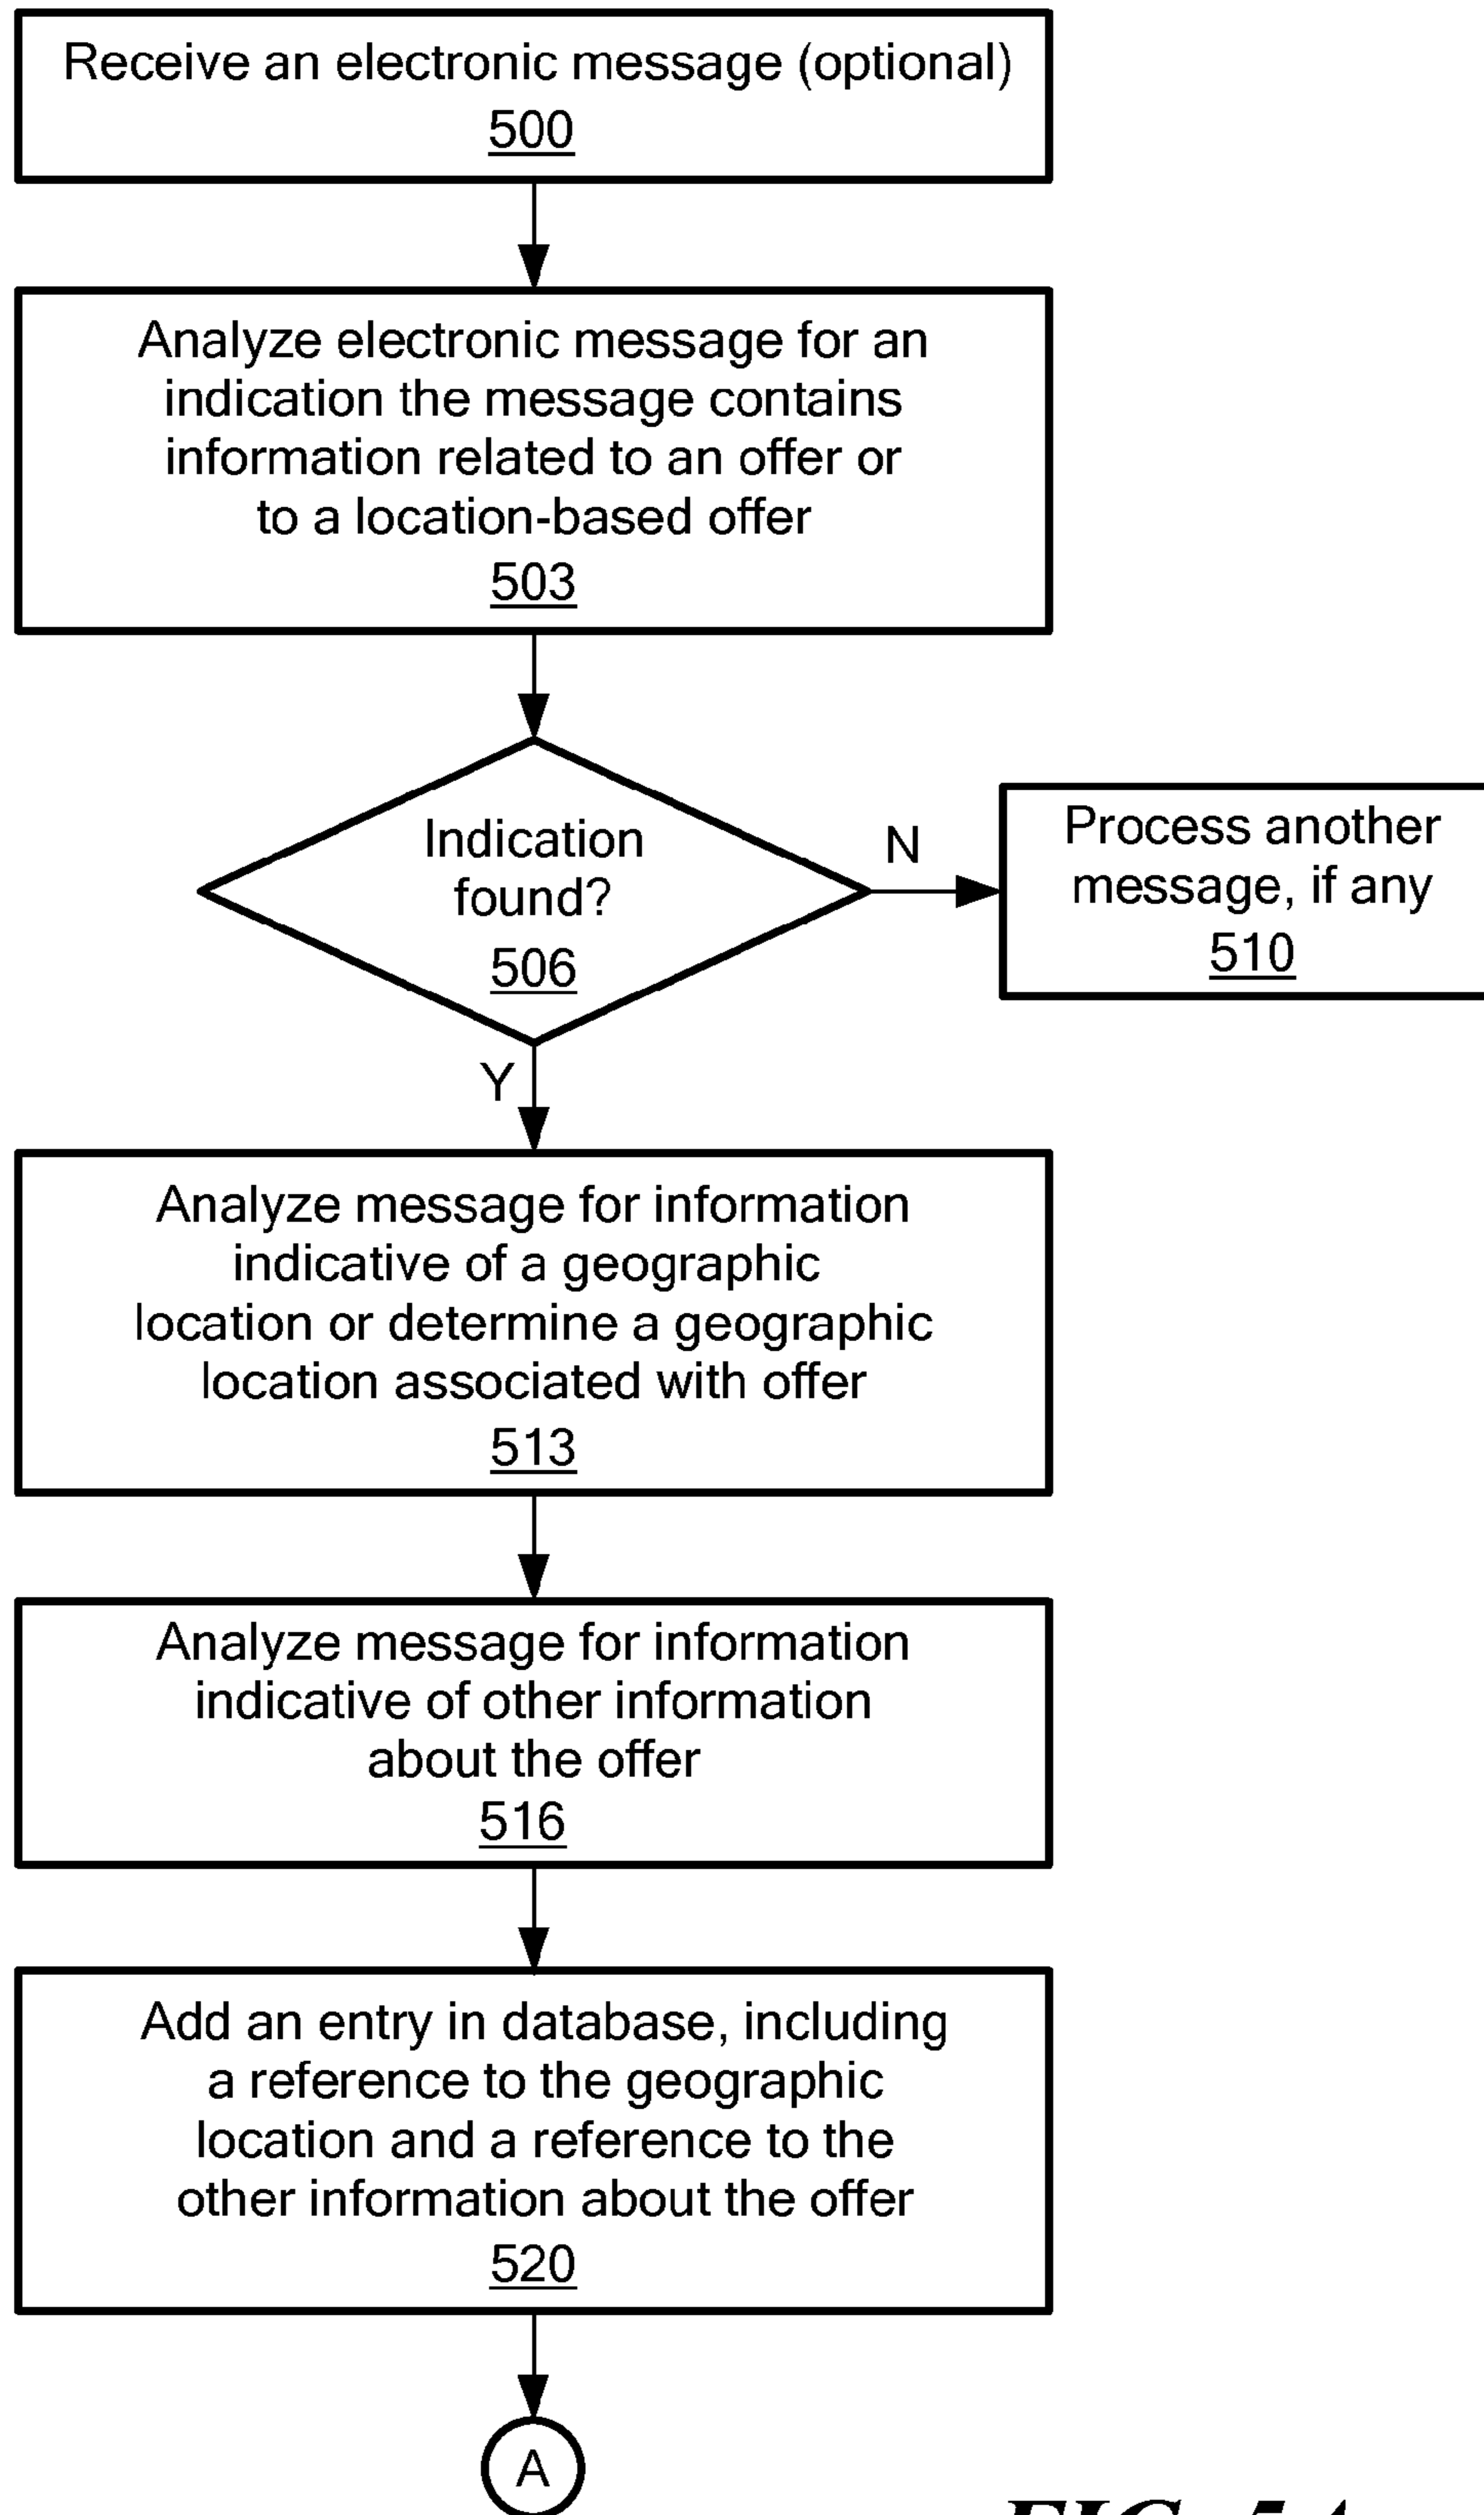 Receive an electronic message (optional)
500
Analyze electronic message for an
indication the message contains
information related to an offer or
to a location-based offer
503
Indication
found?
506
N
Process another
message, if any
510
Y
Analyze message for information
indicative of a geographic
location or determine a geographic
location associated with offer
513
Analyze message for information
indicative of other information
about the offer
516
Add an entry in database, including
a reference to the geographic
location and a reference to the
other information about the offer
520
A